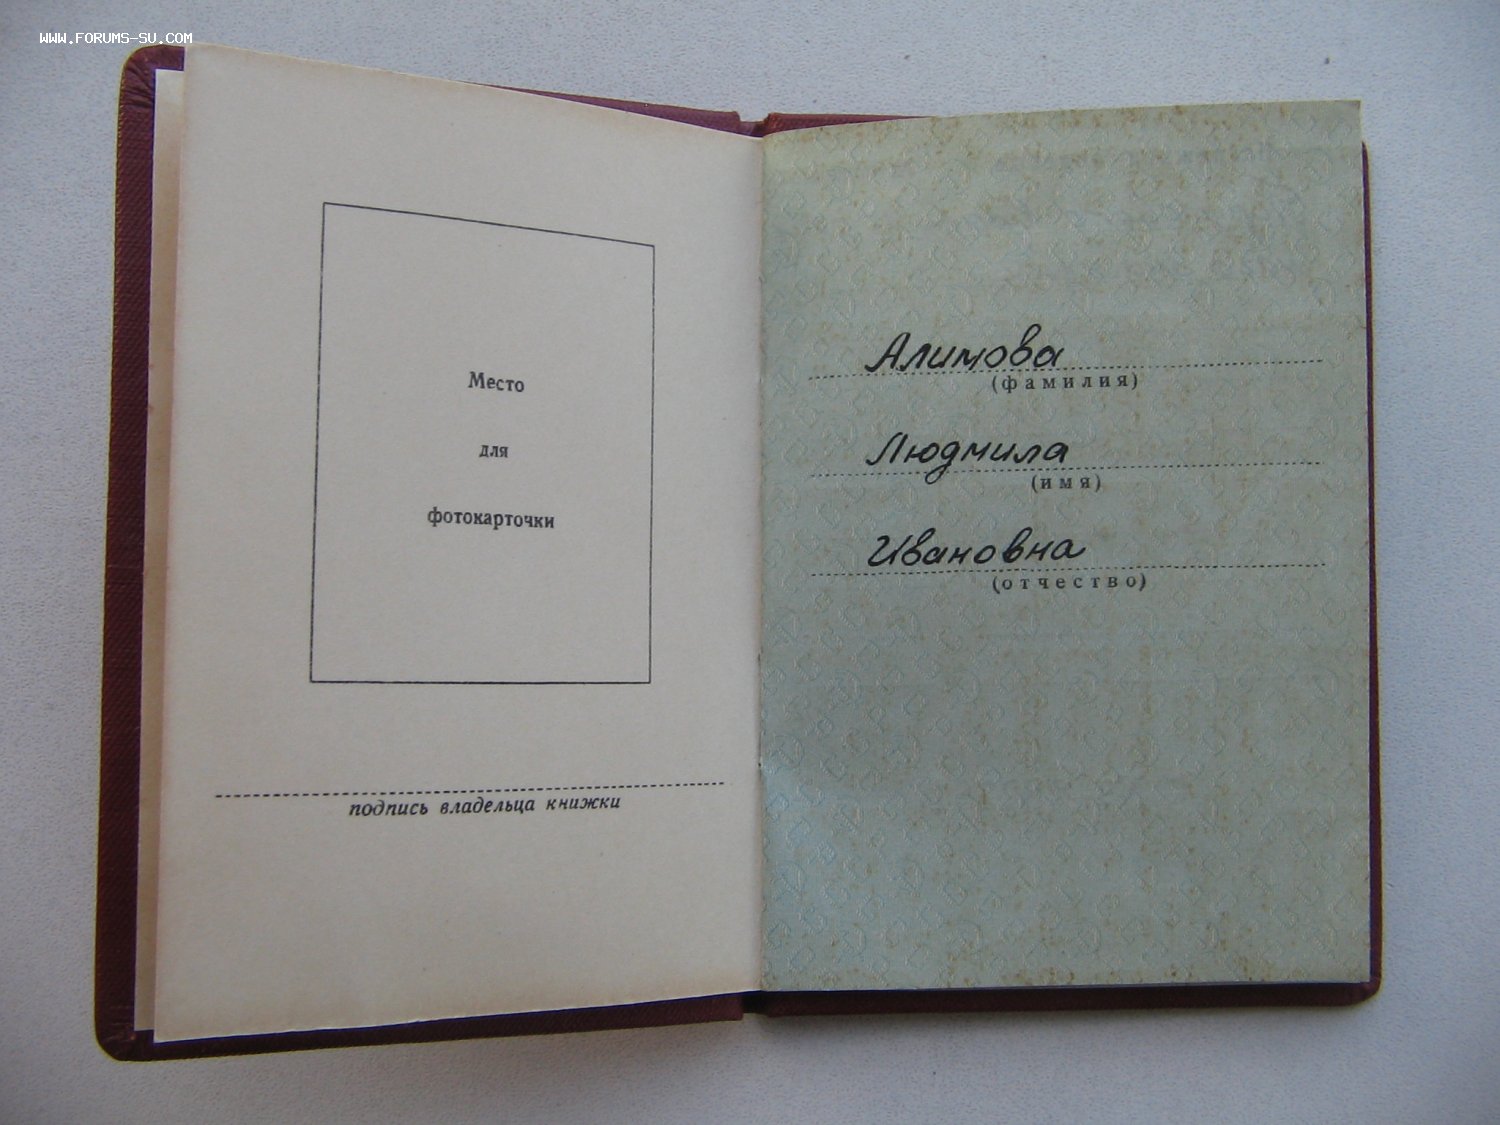 www.forums-su.com
Место
для
фотокарточки
подпись владельца книжки
Алимова
(фамилия)
Людмила
(имя)
Ивановна
(отчество)